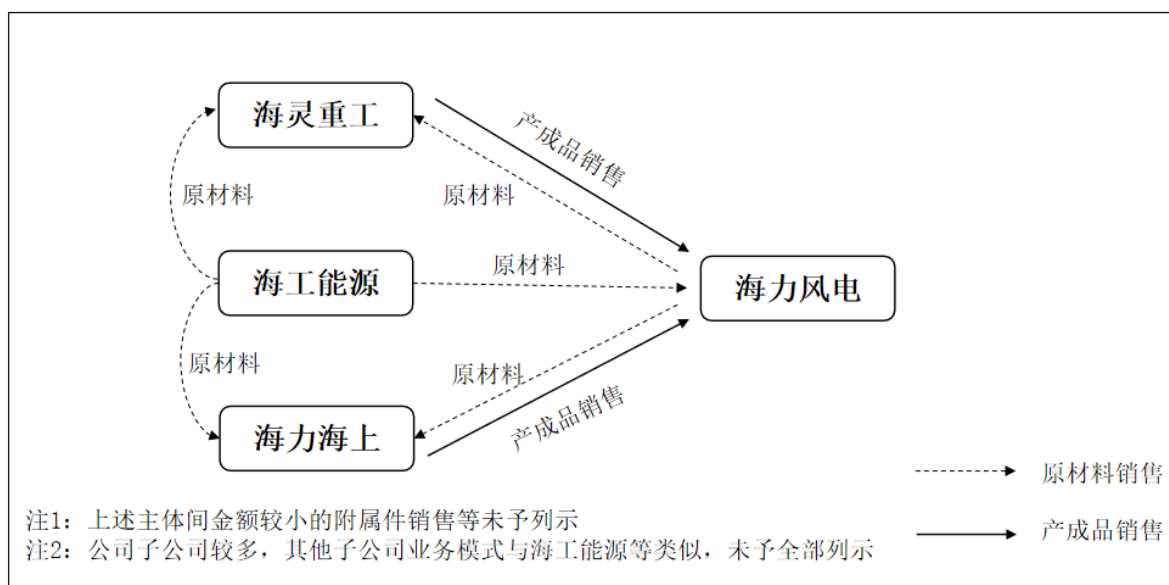 海灵重工
产成品销售
原材料
原材料
海工能源
原材料
海力风电
原材料
原材料
海力海上
产成品销售
原材料销售
产成品销售
注1：上述主体间金额较小的附属件销售等未予列示
注2：公司子公司较多，其他子公司业务模式与海工能源等类似，未予全部列示